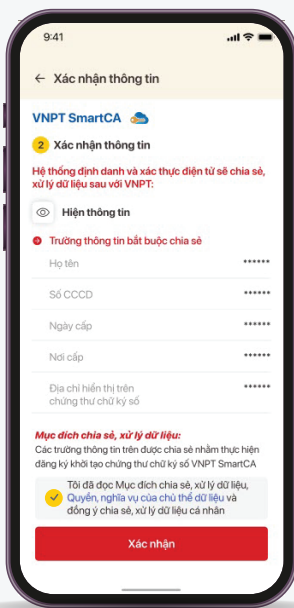 9:41
← Xác nhận thông tin
VNPT SmartCA
2 Xác nhận thông tin
Hệ thống định danh và xác thực điện tử sẽ chia sẻ,
xử lý dữ liệu sau với VNPT:
Hiện thông tin
Trường thông tin bắt buộc chia sẻ
Họ tên ******
Số CCCD ******
Ngày cấp ******
Nơi cấp ******
Địa chỉ hiển thị trên ******
chứng thư chữ ký số
Mục đích chia sẻ, xử lý dữ liệu:
Các trường thông tin trên được chia sẻ nhằm thực hiện
đăng ký khởi tạo chứng thư chữ ký số VNPT SmartCA
Tôi đã đọc Mục đích chia sẻ, xử lý dữ liệu,
Quyền, nghĩa vụ của chủ thể dữ liệu và
đồng ý chia sẻ, xử lý dữ liệu cá nhân
Xác nhận